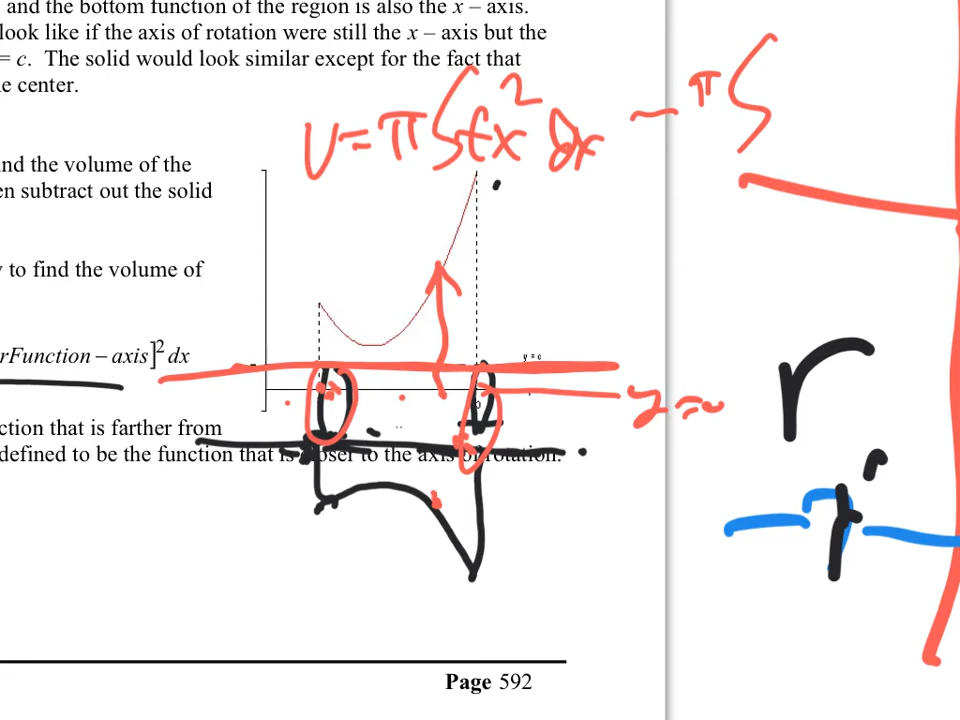 and the bottom function of the region is also the x – axis.
look like if the axis of rotation were still the x – axis but the
= c. The solid would look similar except for the fact that
e center.
V = π∫fx² dx – π∫
nd the volume of the
en subtract out the solid
to find the volume of
rFunction – axis]² dx
y = c
r
y =
ction that is farther from
defined to be the function that is closer to the axis of rotation.
r
Page 592